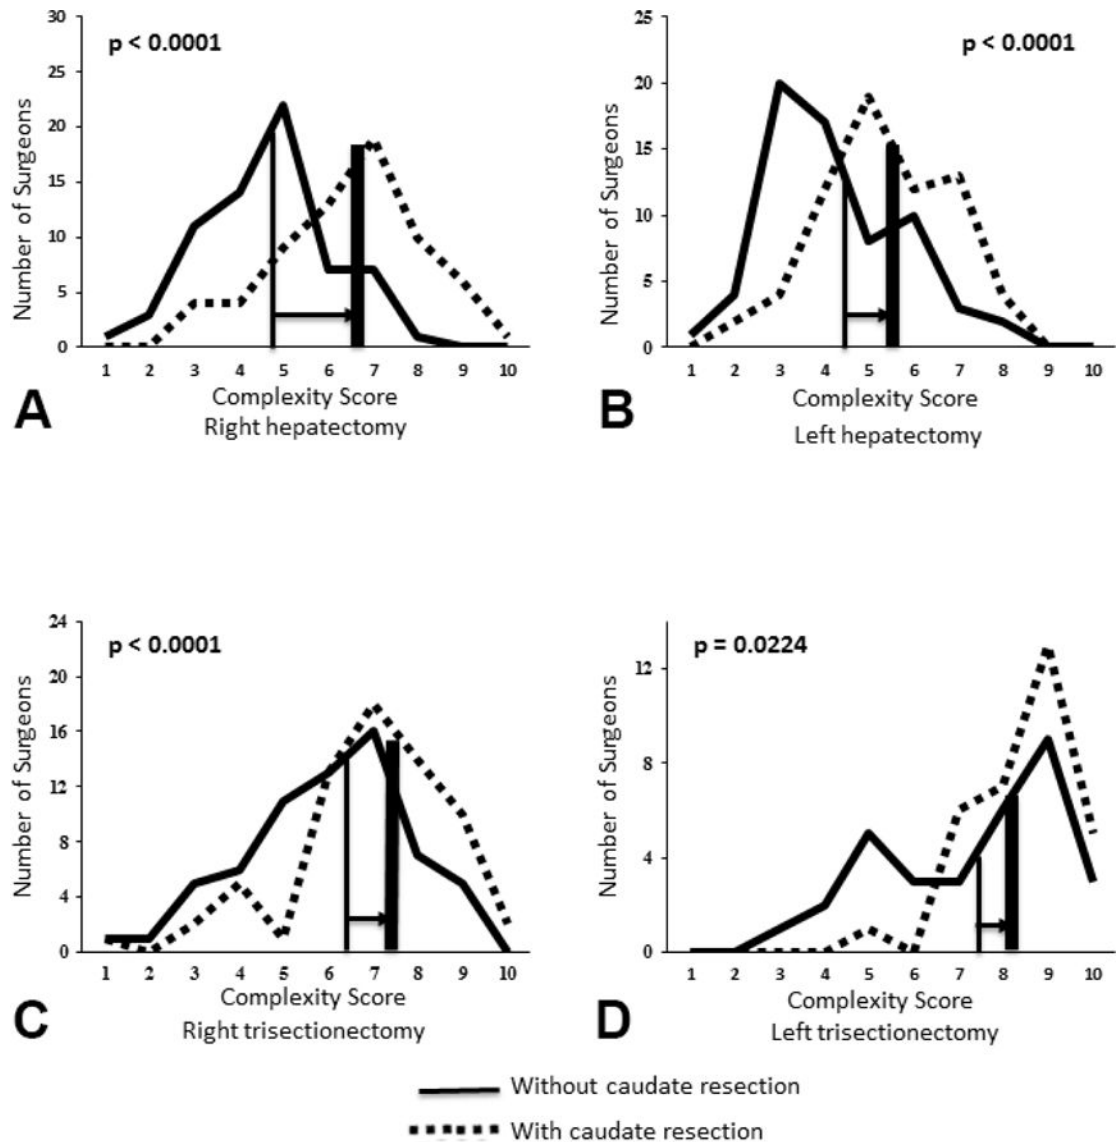 30
p < 0.0001
25
20
15
10
5
0
Number of Surgeons
1 2 3 4 5 6 7 8 9 10
Complexity Score
Right hepatectomy
A
25
p < 0.0001
20
15
10
5
0
Number of Surgeons
1 2 3 4 5 6 7 8 9 10
Complexity Score
Left hepatectomy
B
24
p < 0.0001
20
16
12
8
4
0
Number of Surgeons
1 2 3 4 5 6 7 8 9 10
Complexity Score
Right trisectionectomy
C
p = 0.0224
12
8
4
0
Number of Surgeons
1 2 3 4 5 6 7 8 9 10
Complexity Score
Left trisectionectomy
D
Without caudate resection
With caudate resection